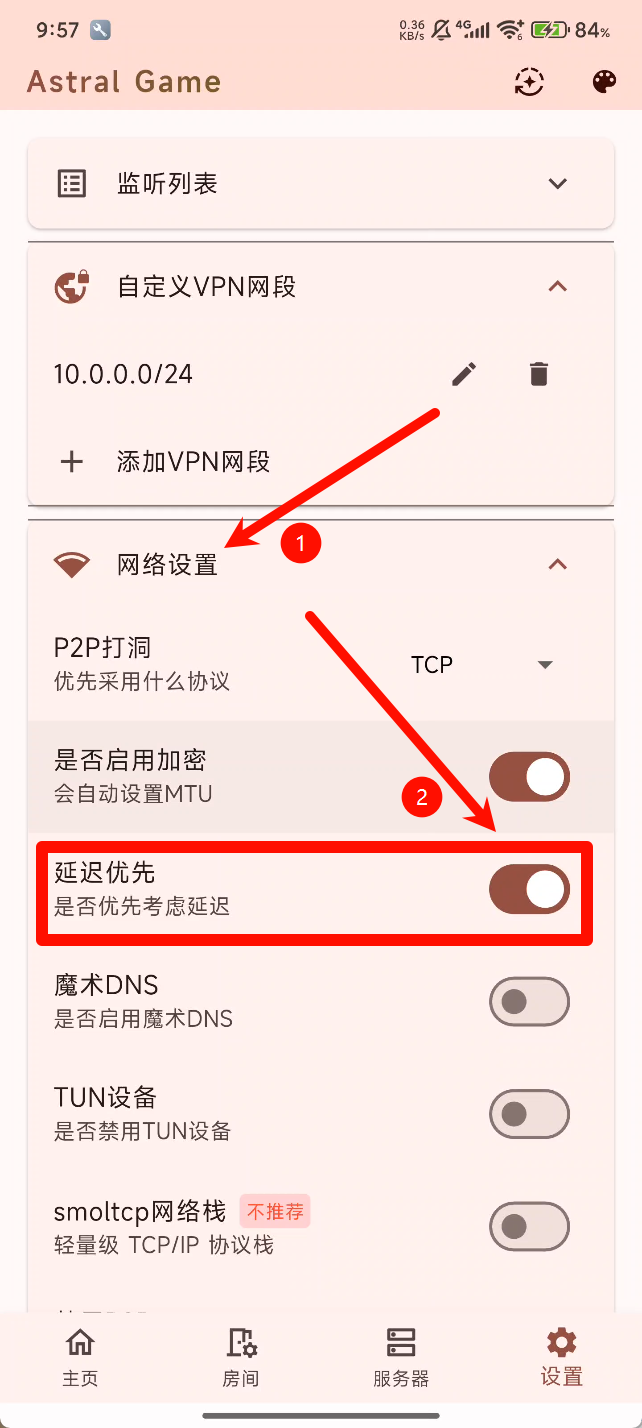 9:57
0.36
KB/s
4G
6
84%
Astral Game
监听列表
自定义VPN网段
10.0.0.0/24
添加VPN网段
1
网络设置
P2P打洞
优先采用什么协议
TCP
是否启用加密
会自动设置MTU
2
延迟优先
是否优先考虑延迟
魔术DNS
是否启用魔术DNS
TUN设备
是否禁用TUN设备
smoltcp网络栈 不推荐
轻量级 TCP/IP 协议栈
主页
房间
服务器
设置